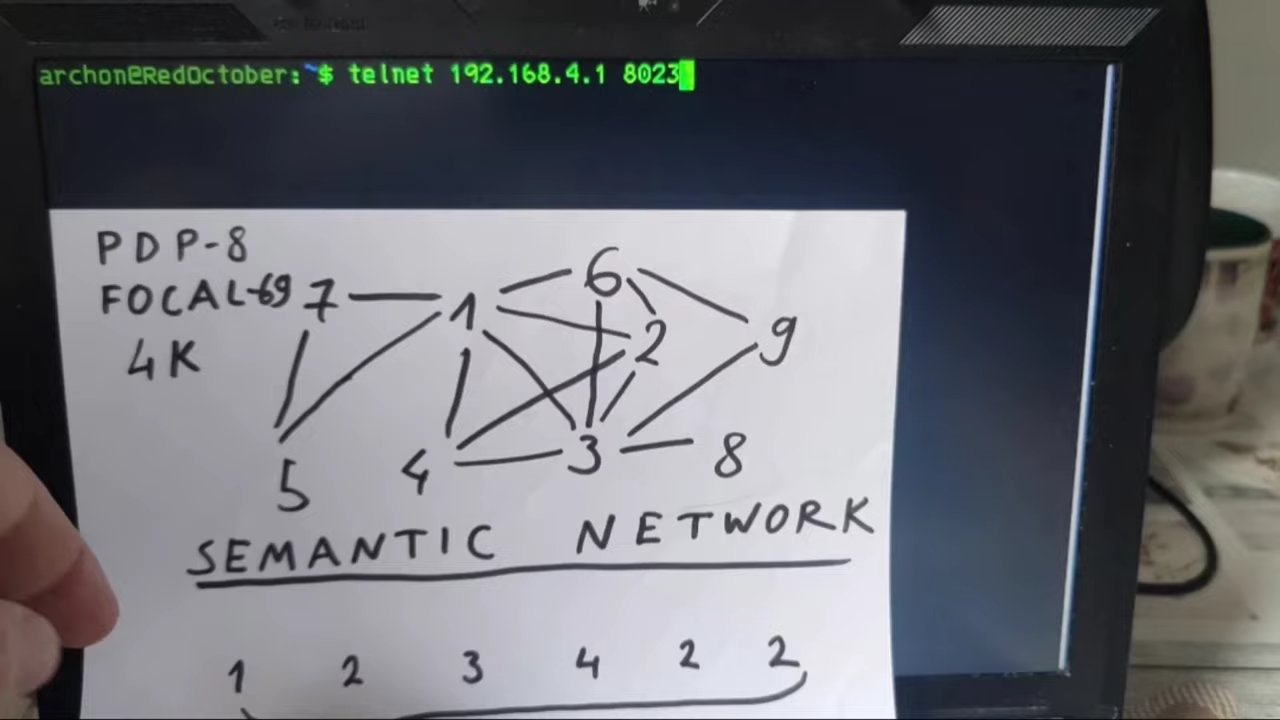 archon@RedOctober:~$ telnet 192.168.4.1 8023
PDP-8
FOCAL-69
4K
7 1 6
2 9
5 4 3 8
SEMANTIC NETWORK
1 2 3 4 2 2